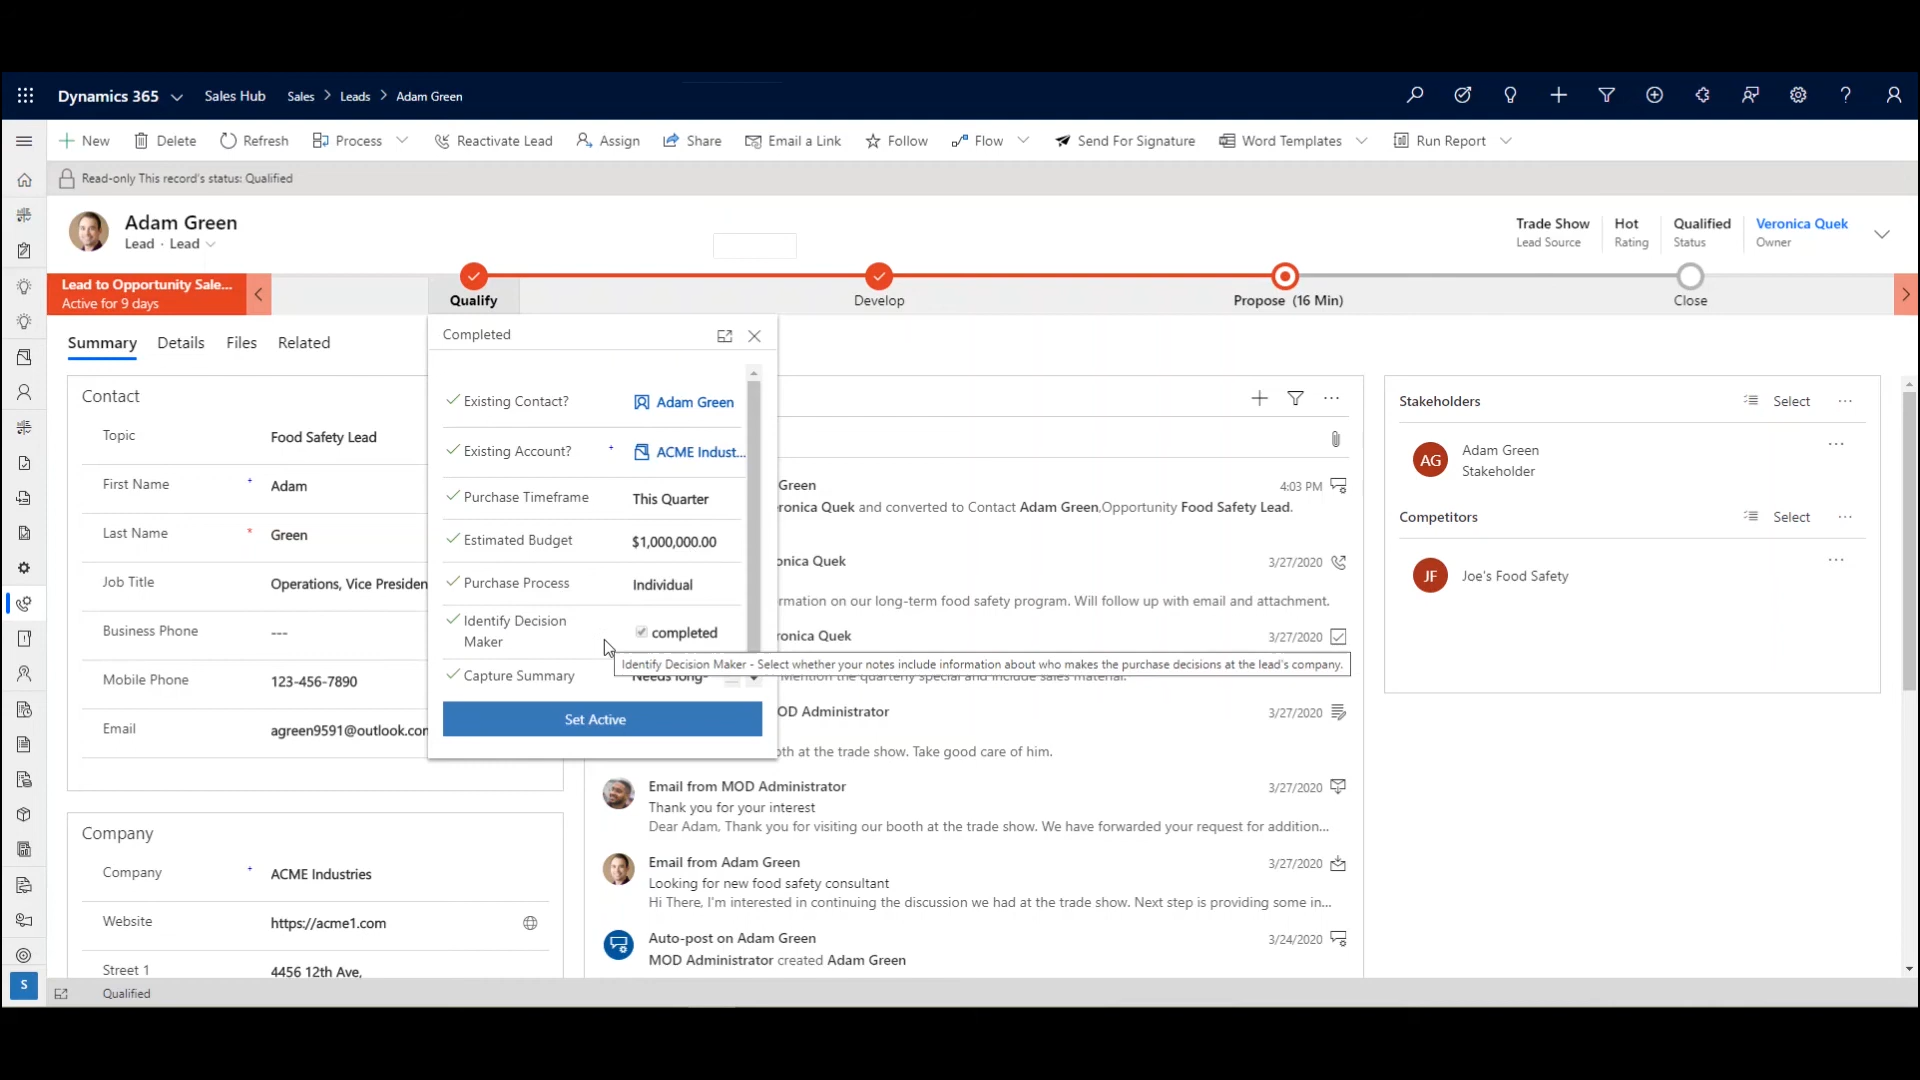 Dynamics 365 Sales Hub Sales > Leads > Adam Green
New Delete Refresh Process Reactivate Lead Assign Share Email a Link Follow Flow Send For Signature Word Templates Run Report
Read-only This record's status: Qualified
Adam Green
Lead · Lead
Trade Show
Lead Source
Hot
Rating
Qualified
Status
Veronica Quek
Owner
Lead to Opportunity Sale...
Active for 9 days
Qualify
Develop
Propose (16 Min)
Close
Summary Details Files Related
Contact
Topic Food Safety Lead
First Name + Adam
Last Name * Green
Job Title Operations, Vice Presiden
Business Phone ---
Mobile Phone 123-456-7890
Email agreen9591@outlook.co
Company
Company + ACME Industries
Website https://acme1.com
Street 1 4456 12th Ave,
Completed
Existing Contact? Adam Green
Existing Account? + ACME Indust...
Purchase Timeframe This Quarter
Estimated Budget $1,000,000.00
Purchase Process Individual
Identify Decision
Maker
completed
Identify Decision Maker - Select whether your notes include information about who makes the purchase decisions at the lead's company.
Capture Summary Needs long-
Set Active
Green 4:03 PM
ronica Quek and converted to Contact Adam Green,Opportunity Food Safety Lead.
onica Quek 3/27/2020
rmation on our long-term food safety program. Will follow up with email and attachment.
ronica Quek 3/27/2020
Mention the quarterly special and include sales material.
OD Administrator 3/27/2020
oth at the trade show. Take good care of him.
Email from MOD Administrator 3/27/2020
Thank you for your interest
Dear Adam, Thank you for visiting our booth at the trade show. We have forwarded your request for addition...
Email from Adam Green 3/27/2020
Looking for new food safety consultant
Hi There, I'm interested in continuing the discussion we had at the trade show. Next step is providing some in...
Auto-post on Adam Green 3/24/2020
MOD Administrator created Adam Green
Stakeholders Select ...
AG
Adam Green
Stakeholder
Competitors Select ...
JF
Joe's Food Safety
S
Qualified